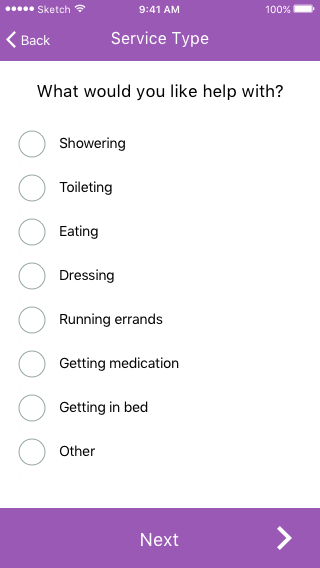 Sketch 9:41 AM 100%
Back Service Type
What would you like help with?
Showering
Toileting
Eating
Dressing
Running errands
Getting medication
Getting in bed
Other
Next